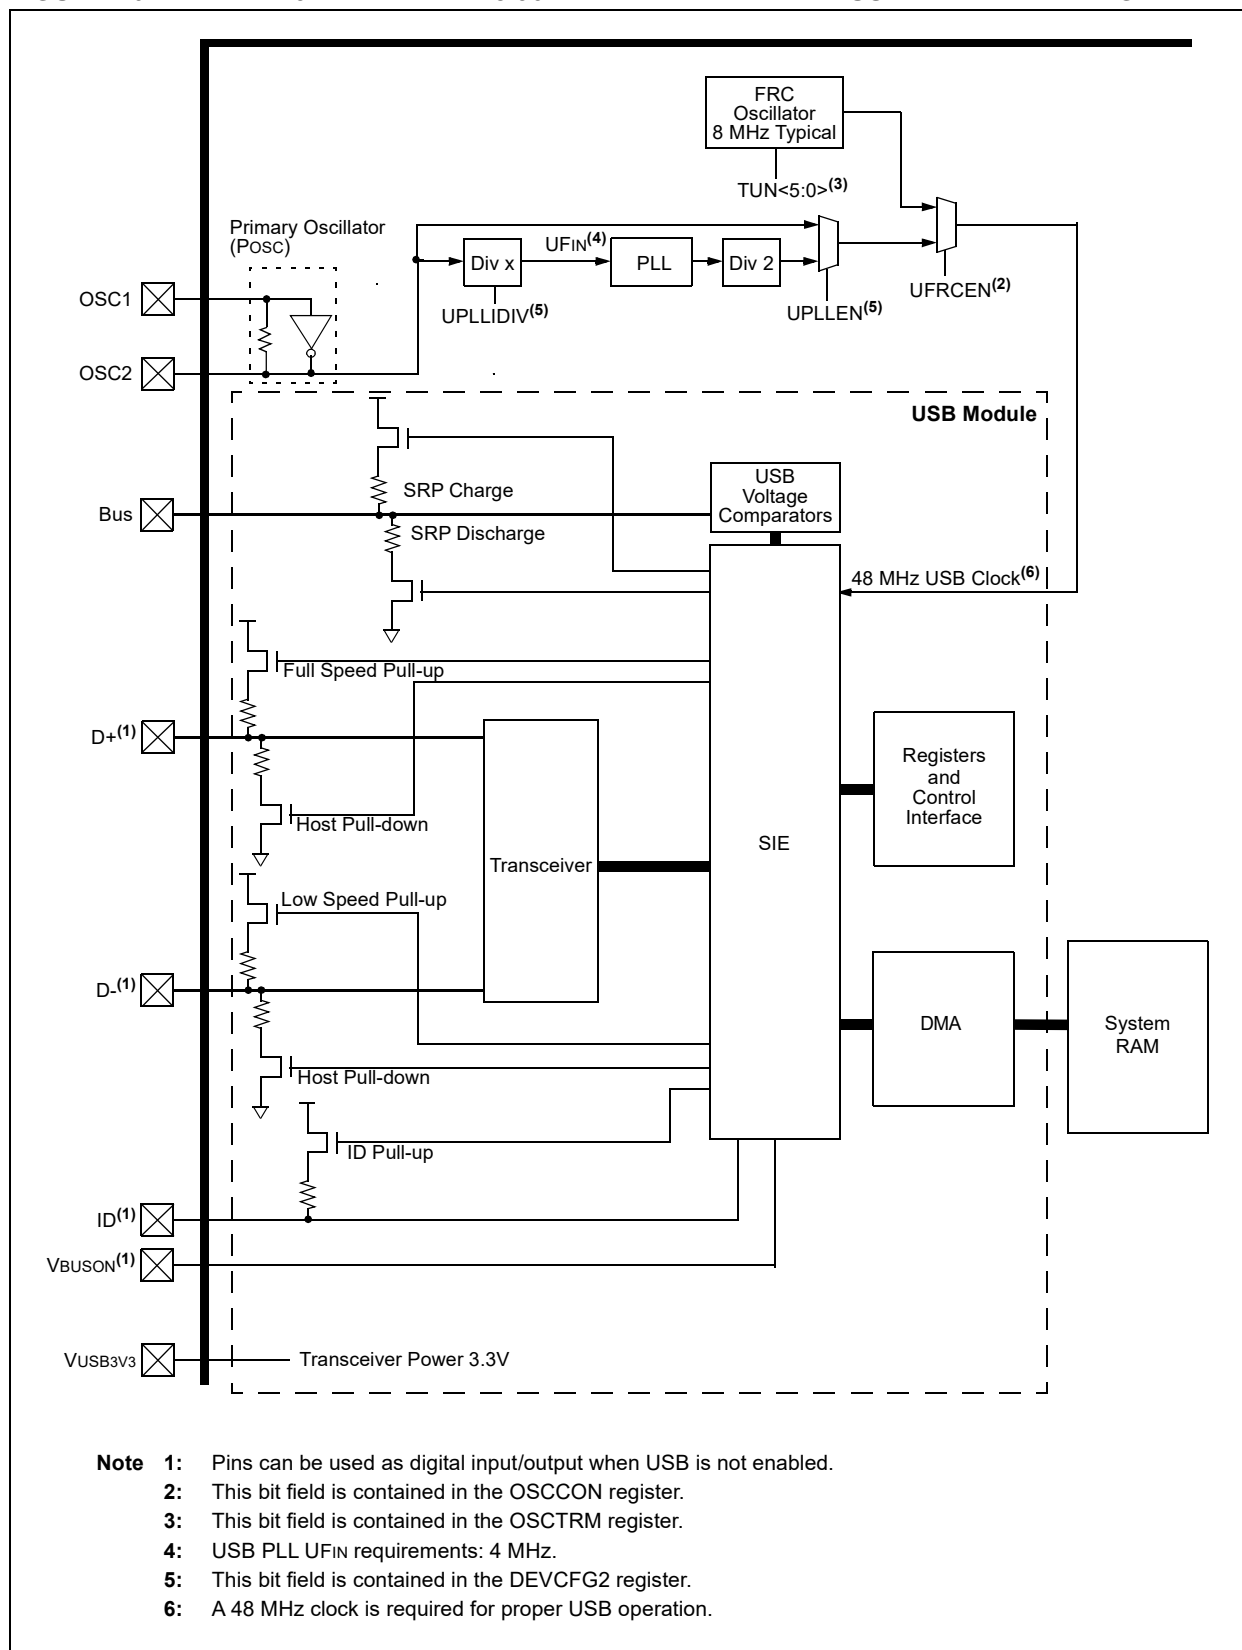 FRC
Oscillator
8 MHz Typical
TUN<5:0>(3)
Primary Oscillator
(POSC)
UFIN(4)
Div x
PLL
Div 2
UPLLIDIV(5)
UPLLEN(5)
UFRCEN(2)
OSC1
OSC2
USB Module
USB
Voltage
Comparators
SRP Charge
Bus
SRP Discharge
48 MHz USB Clock(6)
Full Speed Pull-up
D+(1)
Registers
and
Control
Interface
Host Pull-down
SIE
Transceiver
Low Speed Pull-up
D-(1)
DMA
System
RAM
Host Pull-down
ID Pull-up
ID(1)
VBUSON(1)
VUSB3V3
Transceiver Power 3.3V
Note 1: Pins can be used as digital input/output when USB is not enabled.
2: This bit field is contained in the OSCCON register.
3: This bit field is contained in the OSCTRM register.
4: USB PLL UFIN requirements: 4 MHz.
5: This bit field is contained in the DEVCFG2 register.
6: A 48 MHz clock is required for proper USB operation.